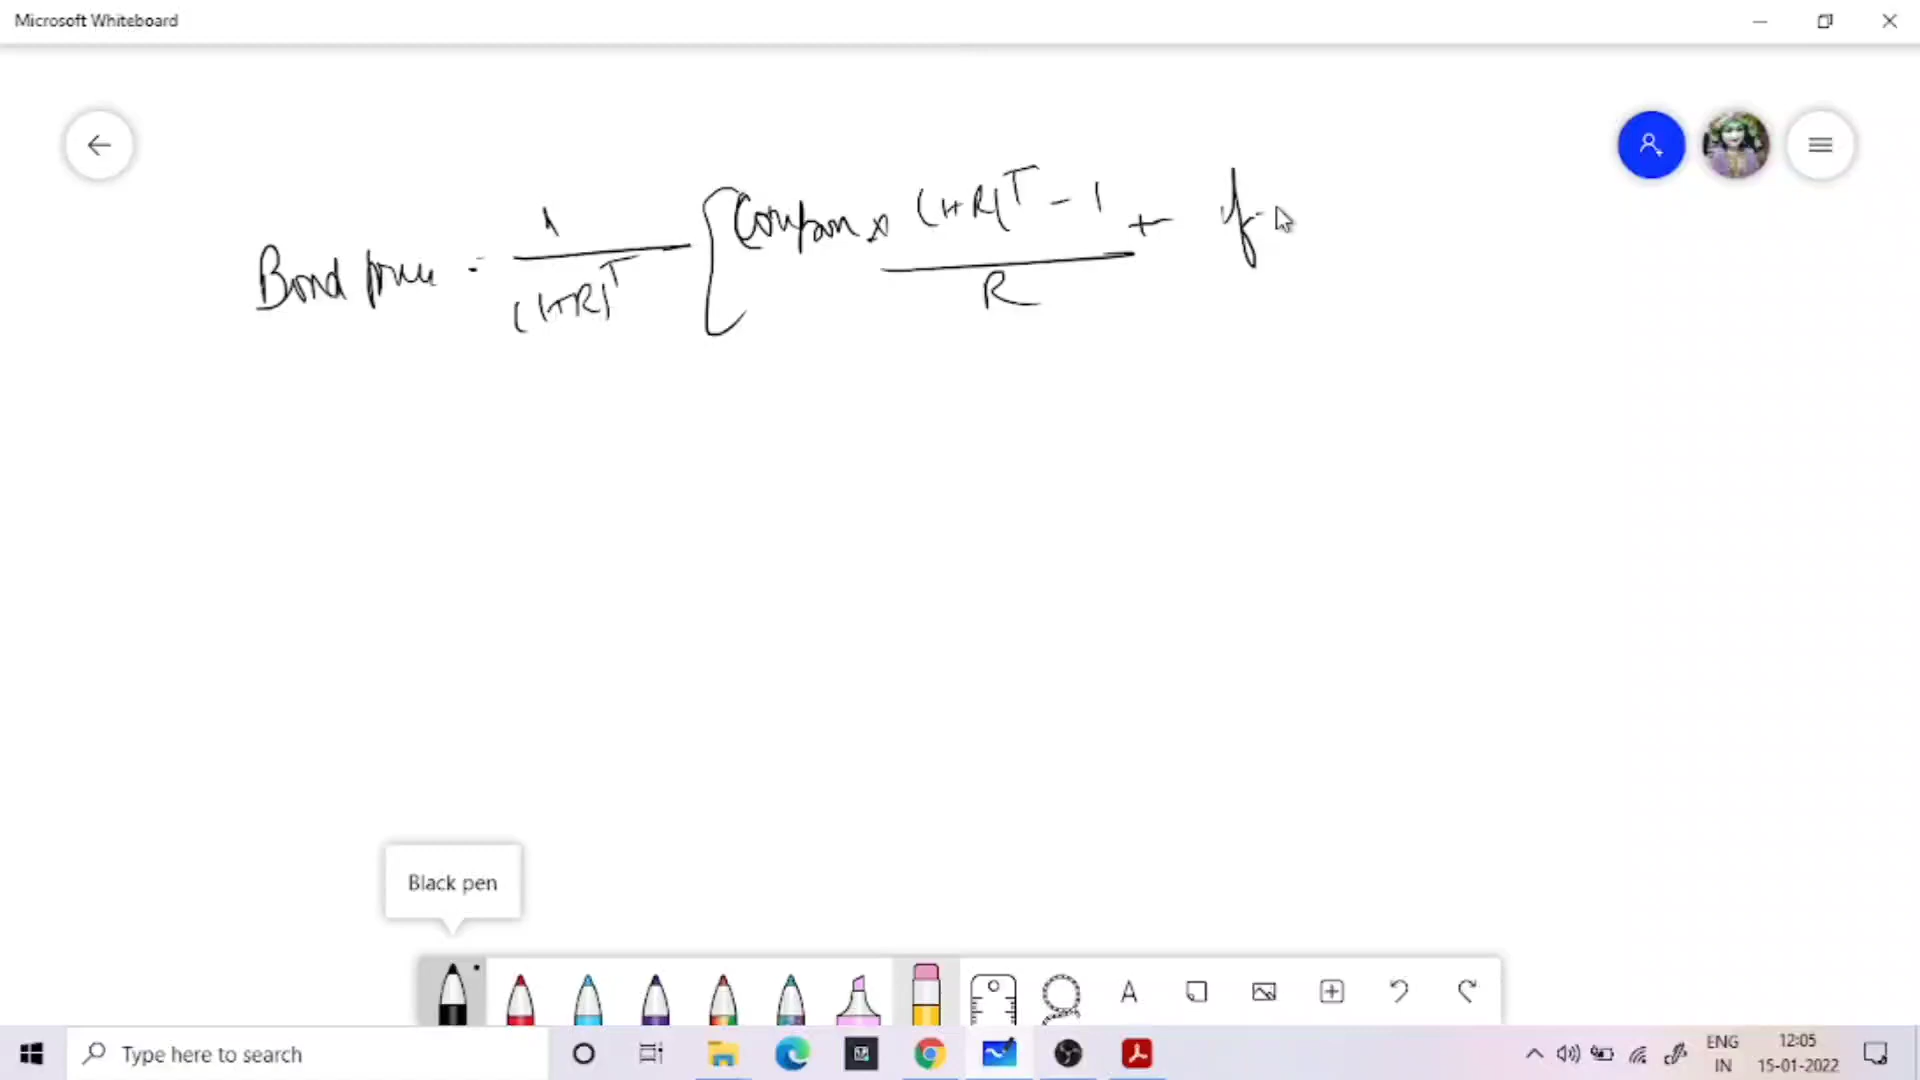 Microsoft Whiteboard
Bond price = 1 / (1+R)^T [ Coupon x (1+R)^T - 1 / R + f
Black pen
A
Type here to search
ENG
IN
12:05
15-01-2022